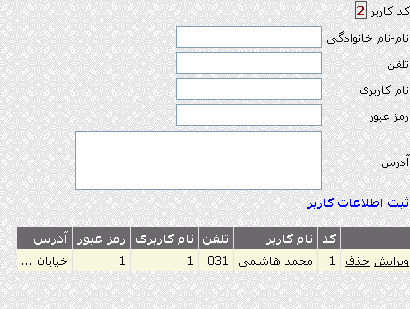 کد کاربر 2
نام-نام خانوادگی
تلفن
نام کاربری
رمز عبور
آدرس
ثبت اطلاعات کاربر
کد نام کاربر تلفن نام کاربری رمز عبور آدرس
ویرایش حذف 1 محمد هاشمی 031 1 1 خیابان ...